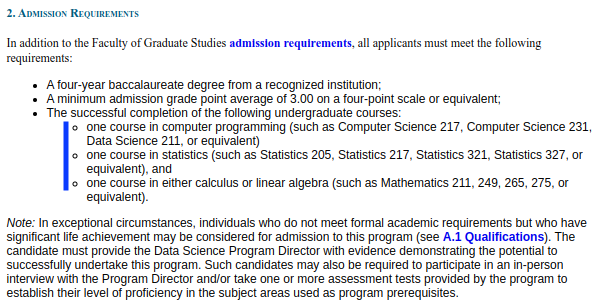 2. Admission Requirements
In addition to the Faculty of Graduate Studies admission requirements, all applicants must meet the following
requirements:
• A four-year baccalaureate degree from a recognized institution;
• A minimum admission grade point average of 3.00 on a four-point scale or equivalent;
• The successful completion of the following undergraduate courses:
o one course in computer programming (such as Computer Science 217, Computer Science 231,
Data Science 211, or equivalent)
o one course in statistics (such as Statistics 205, Statistics 217, Statistics 321, Statistics 327, or
equivalent), and
o one course in either calculus or linear algebra (such as Mathematics 211, 249, 265, 275, or
equivalent).
Note: In exceptional circumstances, individuals who do not meet formal academic requirements but who have
significant life achievement may be considered for admission to this program (see A.1 Qualifications). The
candidate must provide the Data Science Program Director with evidence demonstrating the potential to
successfully undertake this program. Such candidates may also be required to participate in an in-person
interview with the Program Director and/or take one or more assessment tests provided by the program to
establish their level of proficiency in the subject areas used as program prerequisites.